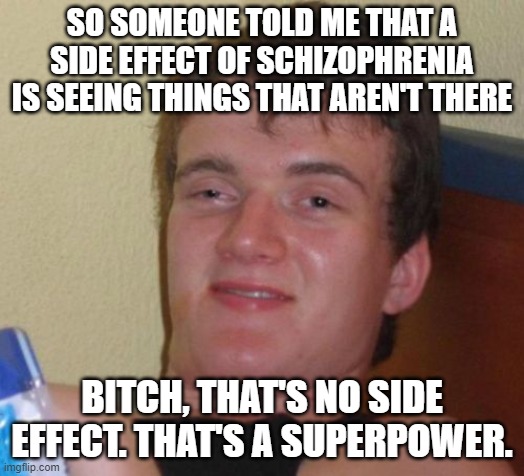 SO SOMEONE TOLD ME THAT A
SIDE EFFECT OF SCHIZOPHRENIA
IS SEEING THINGS THAT AREN'T THERE
BITCH, THAT'S NO SIDE
EFFECT. THAT'S A SUPERPOWER.
imgflip.com